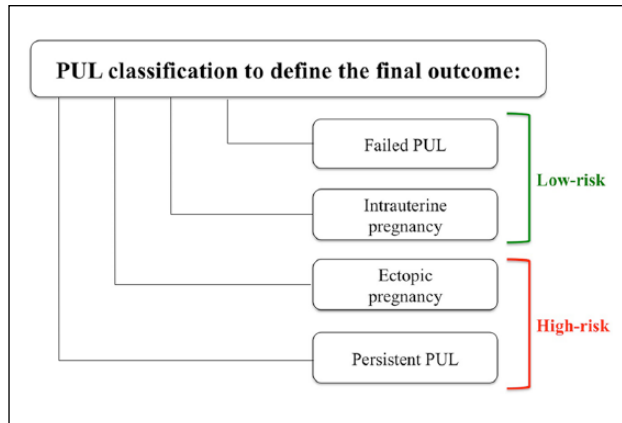 PUL classification to define the final outcome:
Failed PUL
Low-risk
Intrauterine
pregnancy
Ectopic
pregnancy
High-risk
Persistent PUL